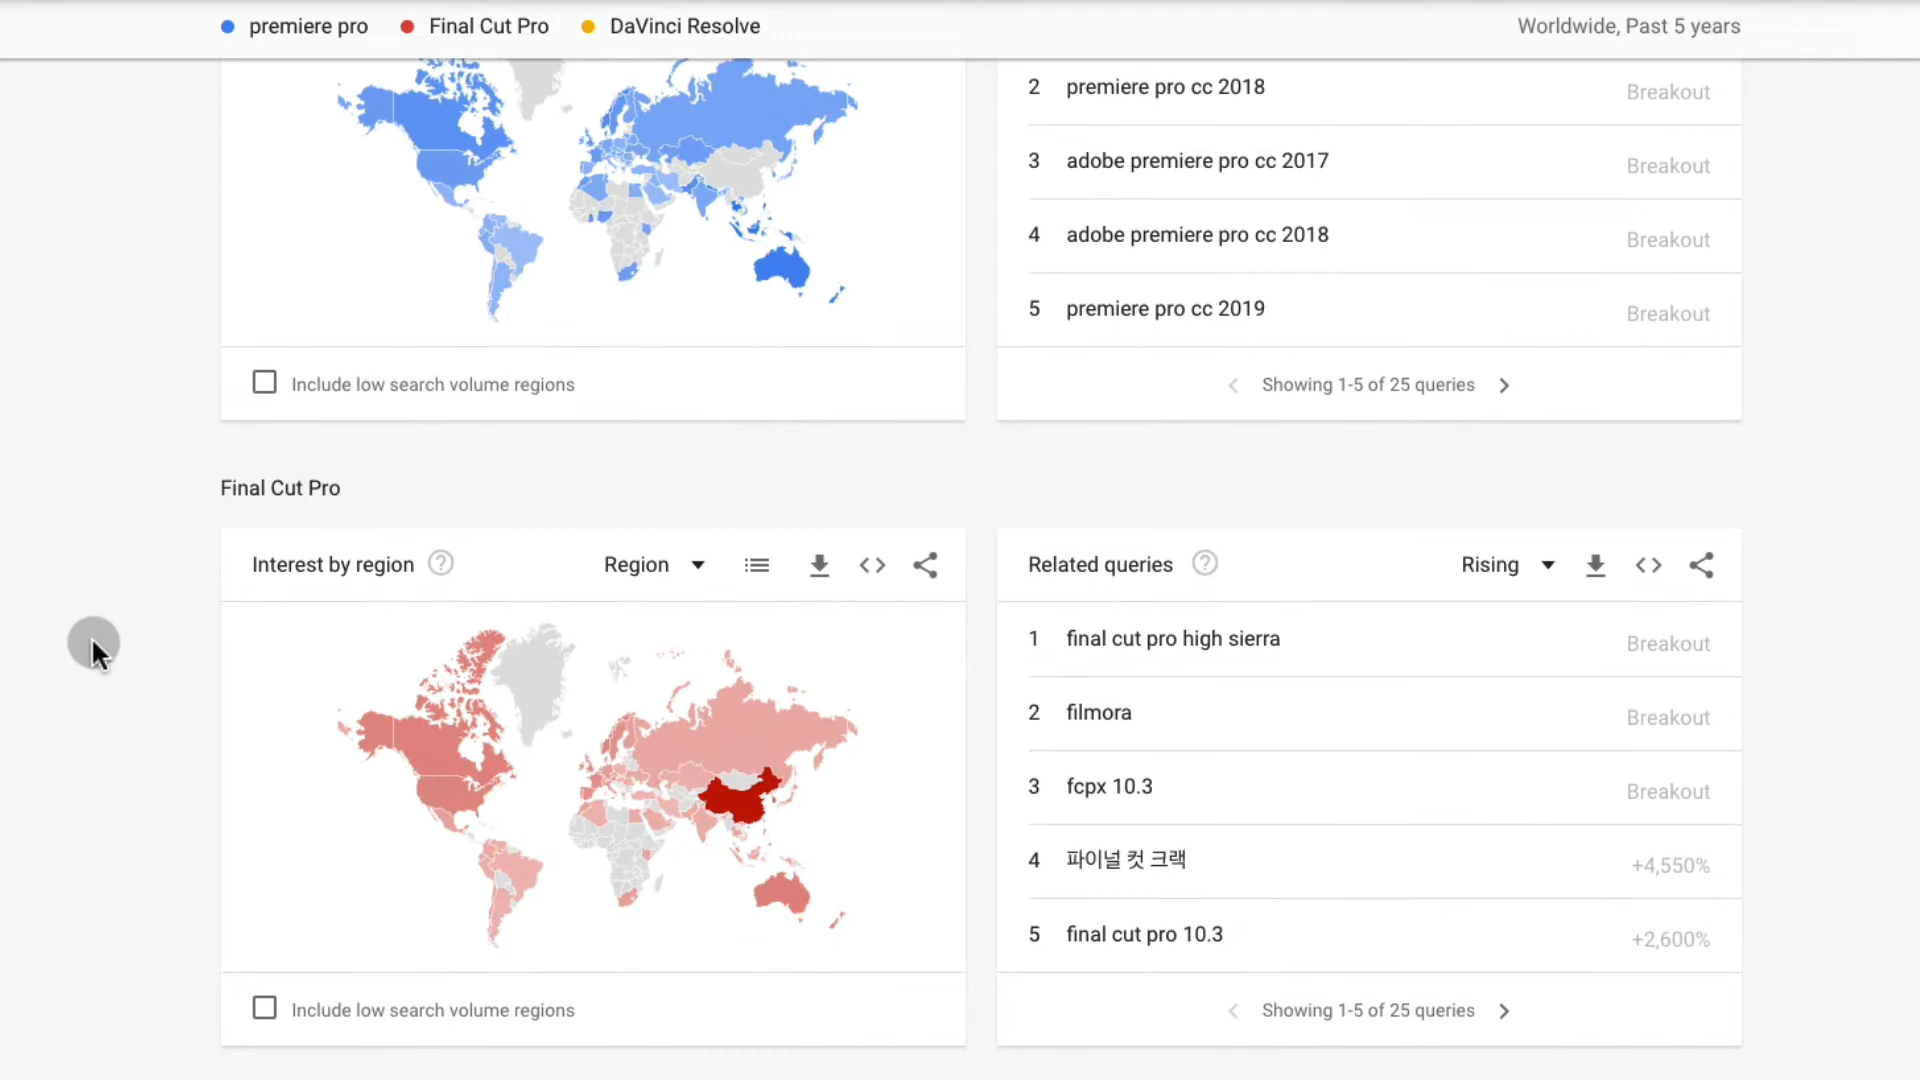 premiere pro Final Cut Pro DaVinci Resolve Worldwide, Past 5 years
2 premiere pro cc 2018 Breakout
3 adobe premiere pro cc 2017 Breakout
4 adobe premiere pro cc 2018 Breakout
5 premiere pro cc 2019 Breakout
Include low search volume regions
Showing 1-5 of 25 queries
Final Cut Pro
Interest by region ? Region
Related queries ? Rising
1 final cut pro high sierra Breakout
2 filmora Breakout
3 fcpx 10.3 Breakout
4 파이널 컷 크랙 +4,550%
5 final cut pro 10.3 +2,600%
Include low search volume regions
Showing 1-5 of 25 queries